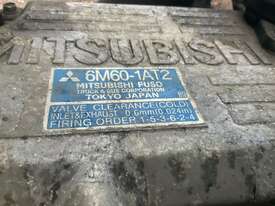 MITSUBISHI
6M60-1AT2
MITSUBISHI FUSO
TRUCK & BUS CORPORATION
TOKYO JAPAN
VALVE CLEARANCE(COLD)
INLET&EXHAUST 0.6mm(0.024in)
FIRING ORDER 1-5-3-6-2-4